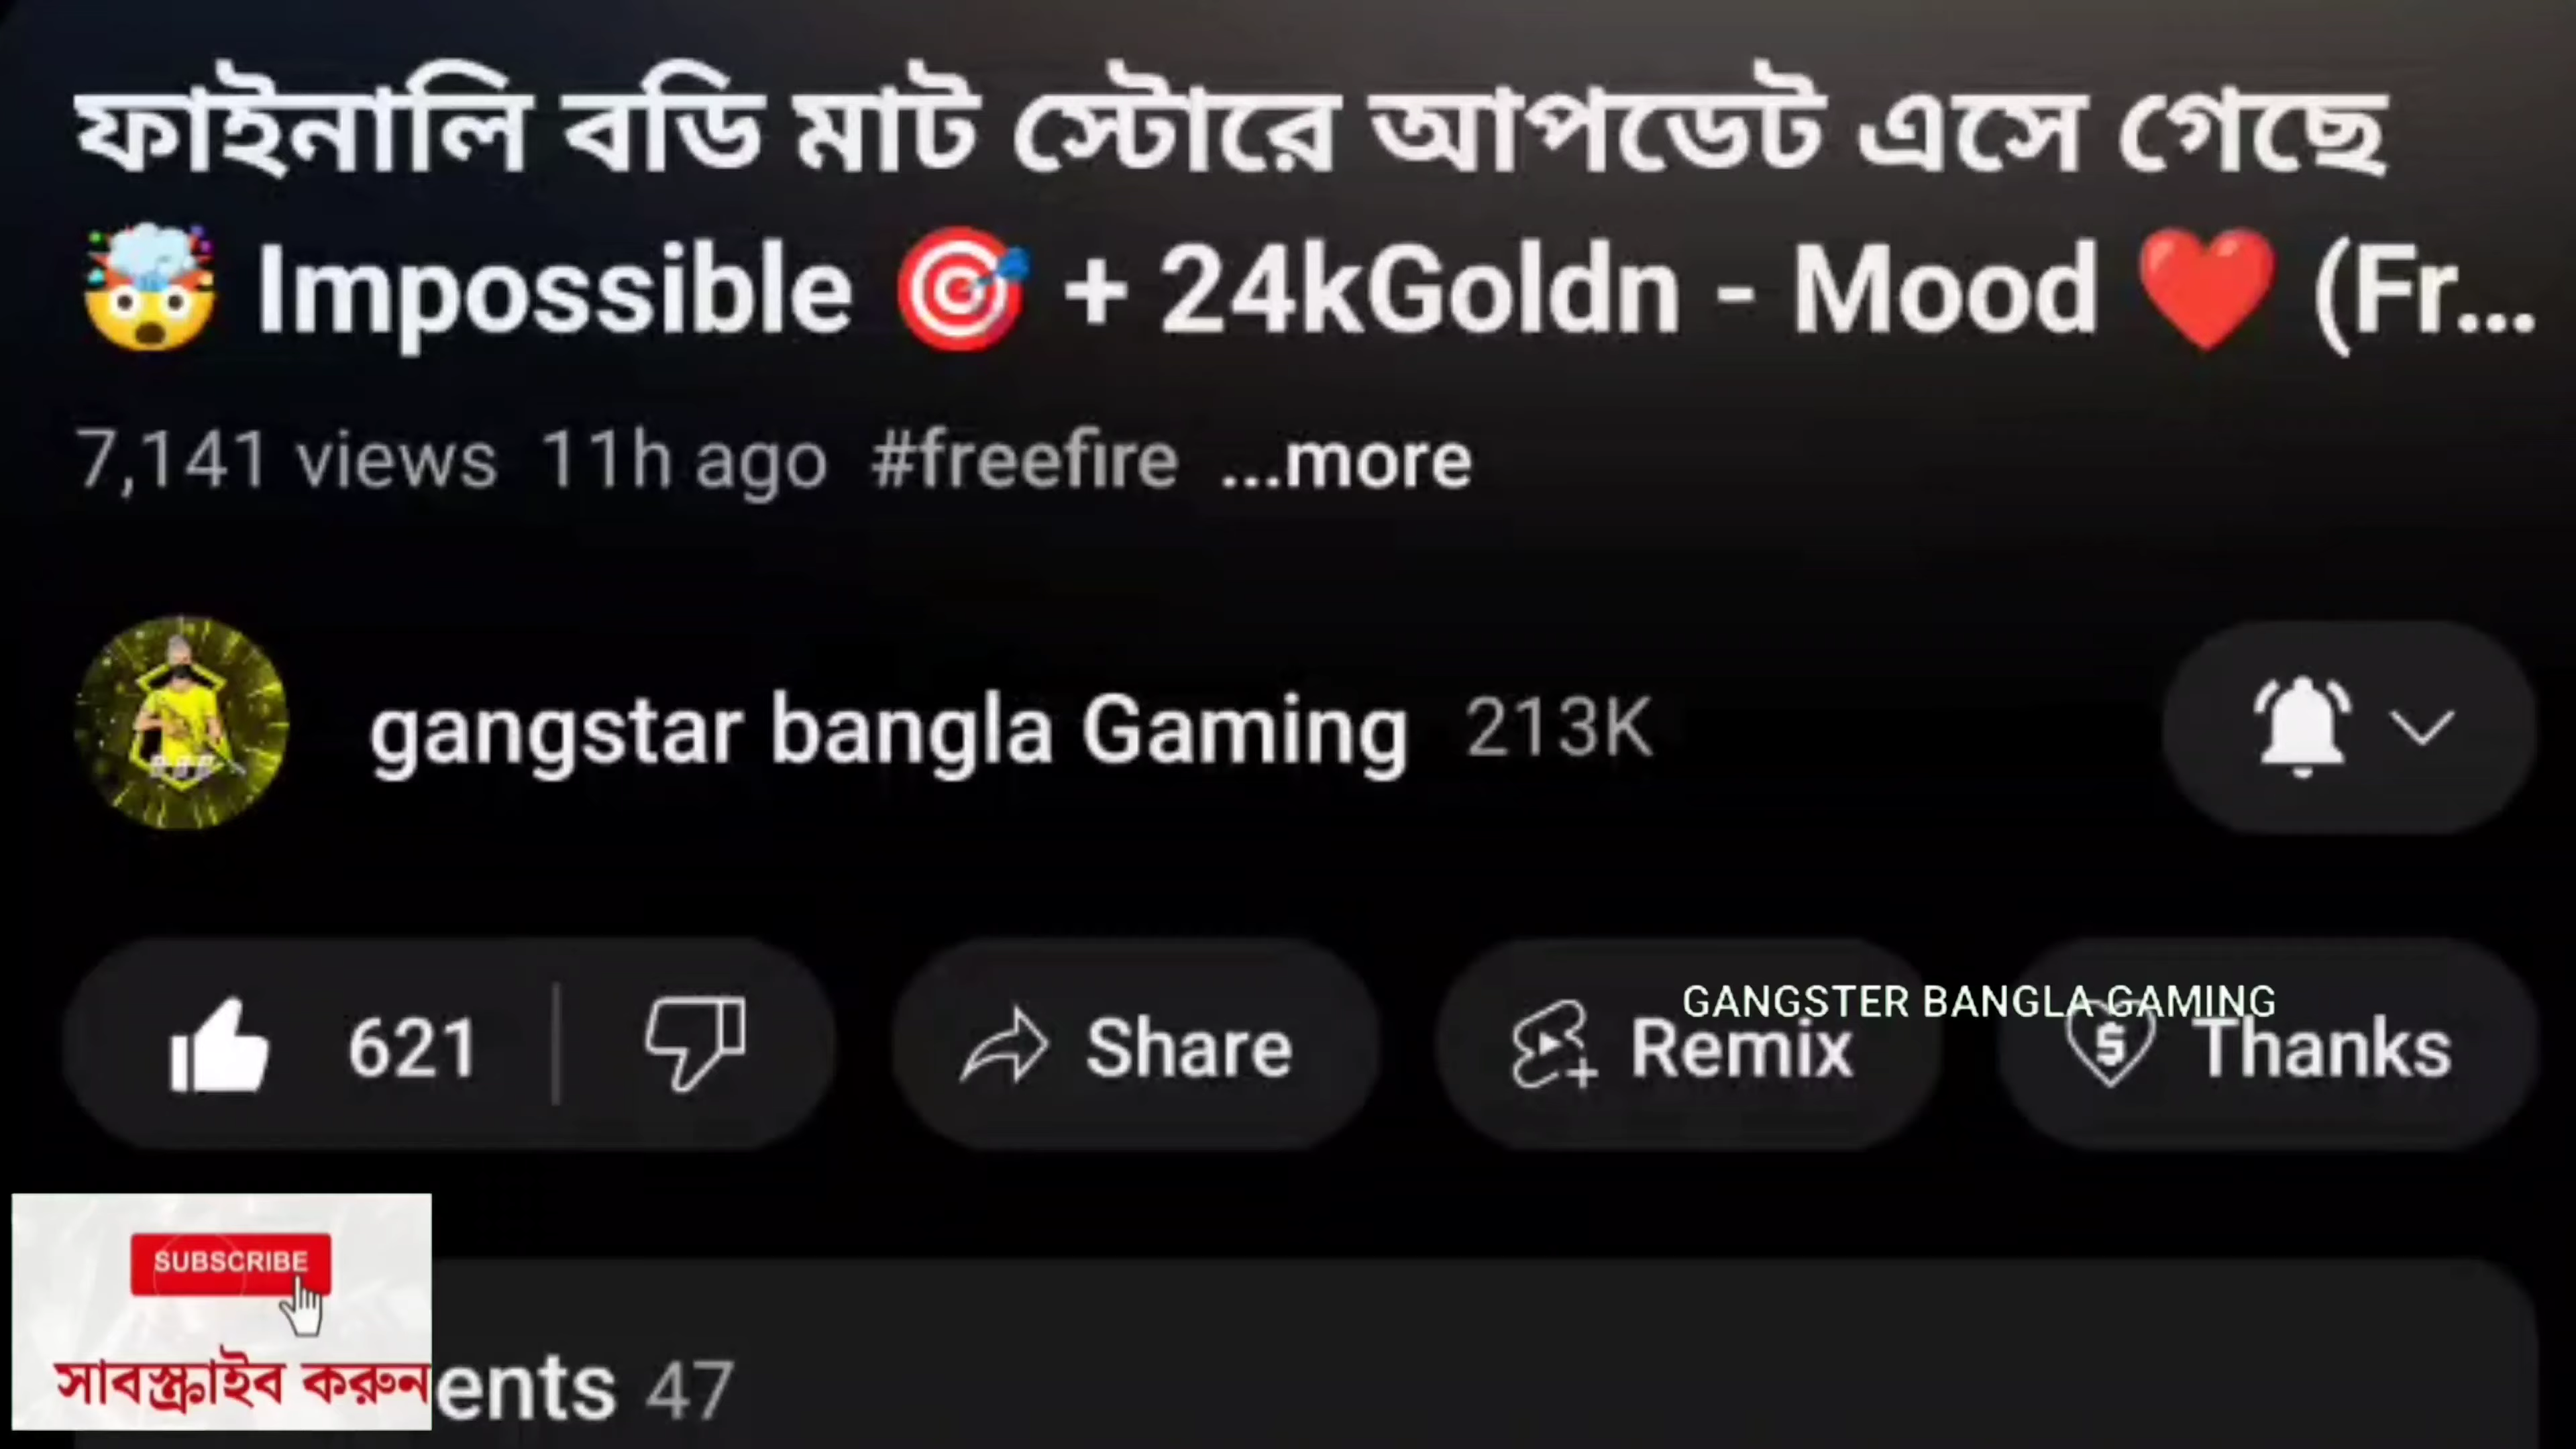 ফাইনালি বডি মাট স্টোরে আপডেট এসে গেছে
🤯 Impossible 🎯 + 24kGoldn - Mood ❤️ (Fr...
7,141 views 11h ago #freefire ...more
gangstar bangla Gaming 213K
621 Share Remix Thanks
GANGSTER BANGLA GAMING
SUBSCRIBE
সাবস্ক্রাইব করুন
ents 47